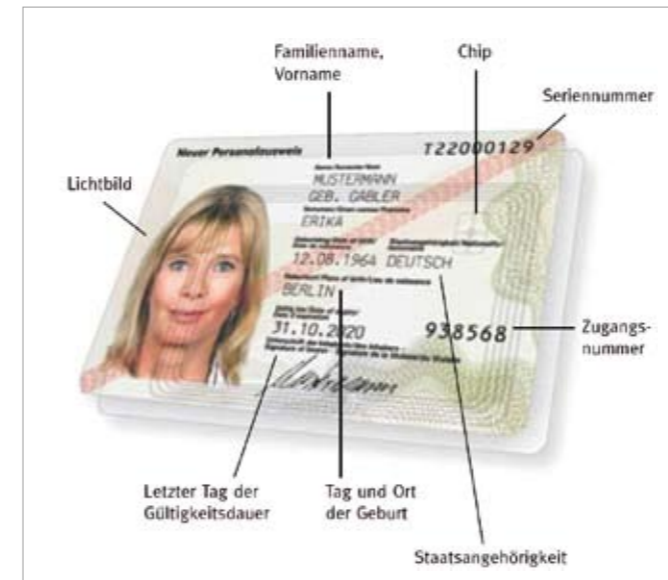 Familienname,
Vorname
Chip
Seriennummer
Lichtbild
Neuer Personalausweis
T22000129
MUSTERMANN
GEB. GABLER
ERIKA
12.08.1964 DEUTSCH
BERLIN
31.10.2020
938568
Zugangs-
nummer
Letzter Tag der
Gültigkeitsdauer
Tag und Ort
der Geburt
Staatsangehörigkeit